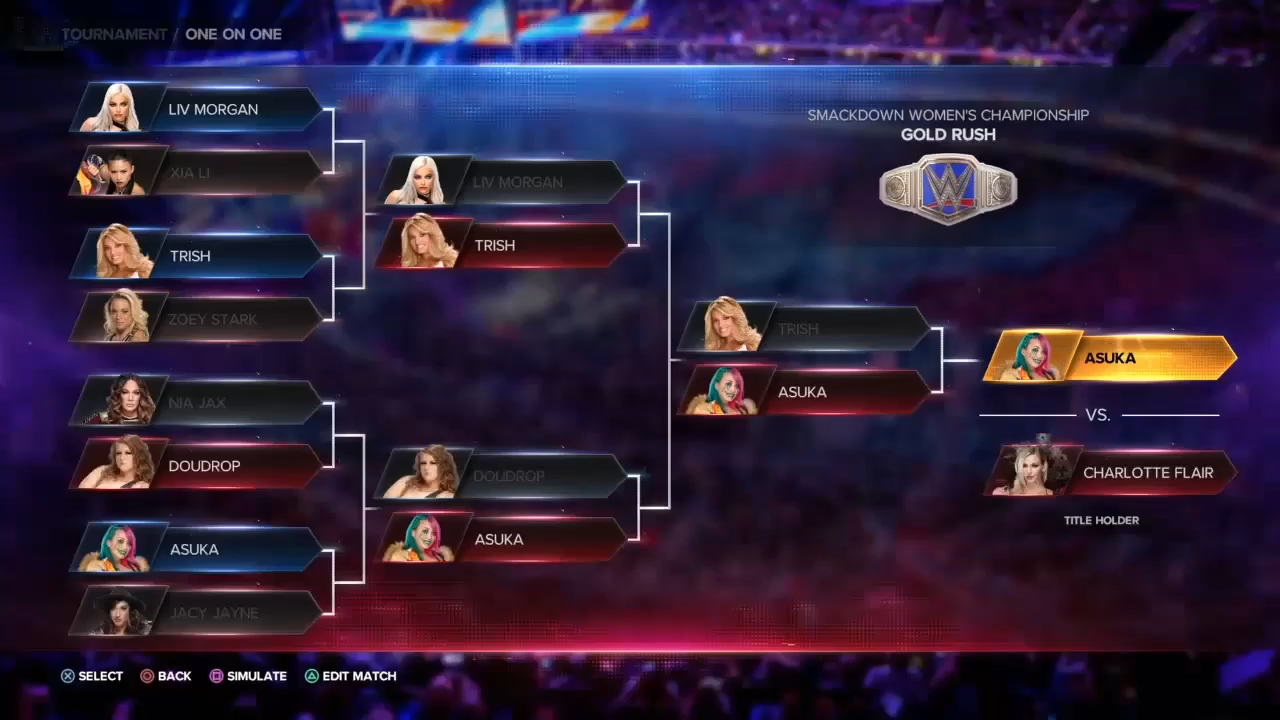 TOURNAMENT / ONE ON ONE
SMACKDOWN WOMEN'S CHAMPIONSHIP
GOLD RUSH
LIV MORGAN
XIA LI
TRISH
ZOEY STARK
NIA JAX
DOUDROP
ASUKA
JACY JAYNE
LIV MORGAN
TRISH
DOUDROP
ASUKA
TRISH
ASUKA
ASUKA
VS.
CHARLOTTE FLAIR
TITLE HOLDER
SELECT BACK SIMULATE EDIT MATCH